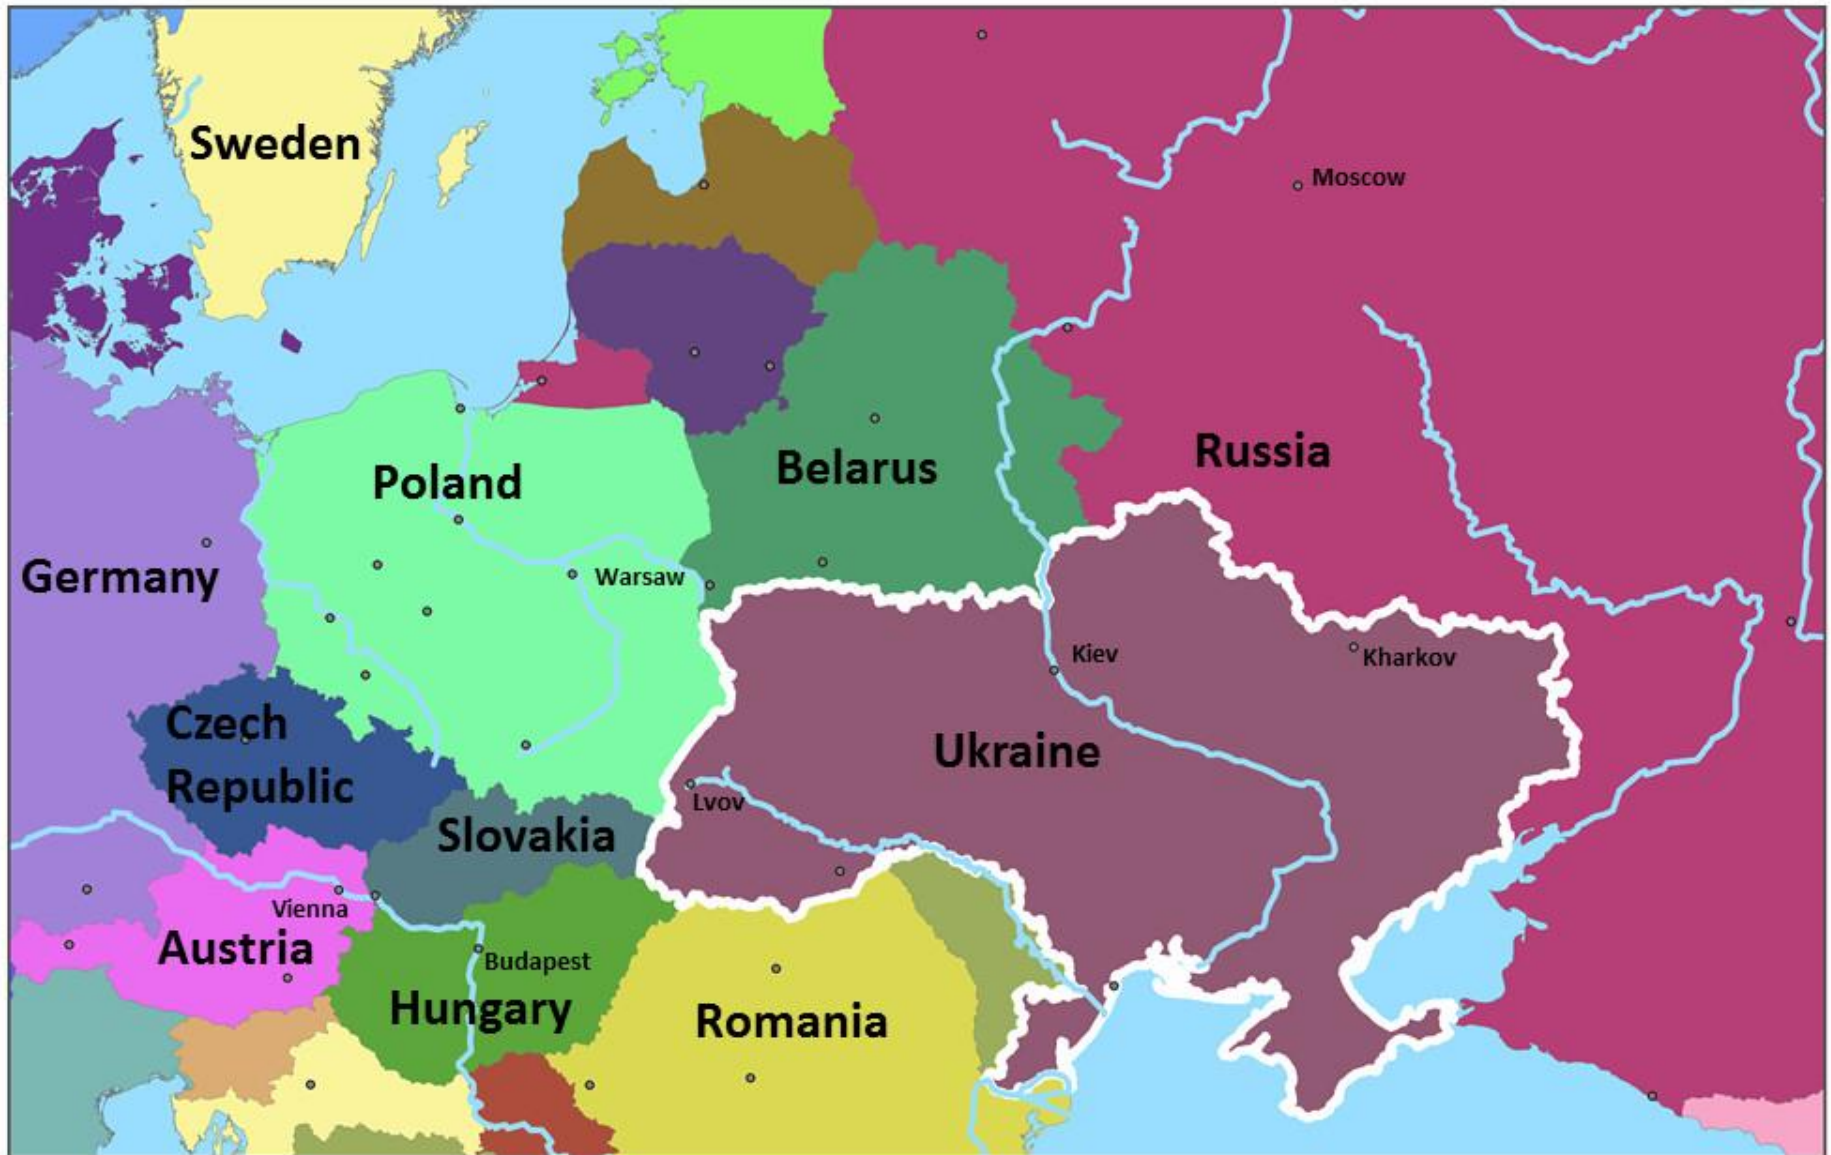 Sweden
Moscow
Russia
Belarus
Poland
Germany
Warsaw
Kiev
Kharkov
Czech
Republic
Ukraine
Lvov
Slovakia
Vienna
Austria
Budapest
Hungary
Romania